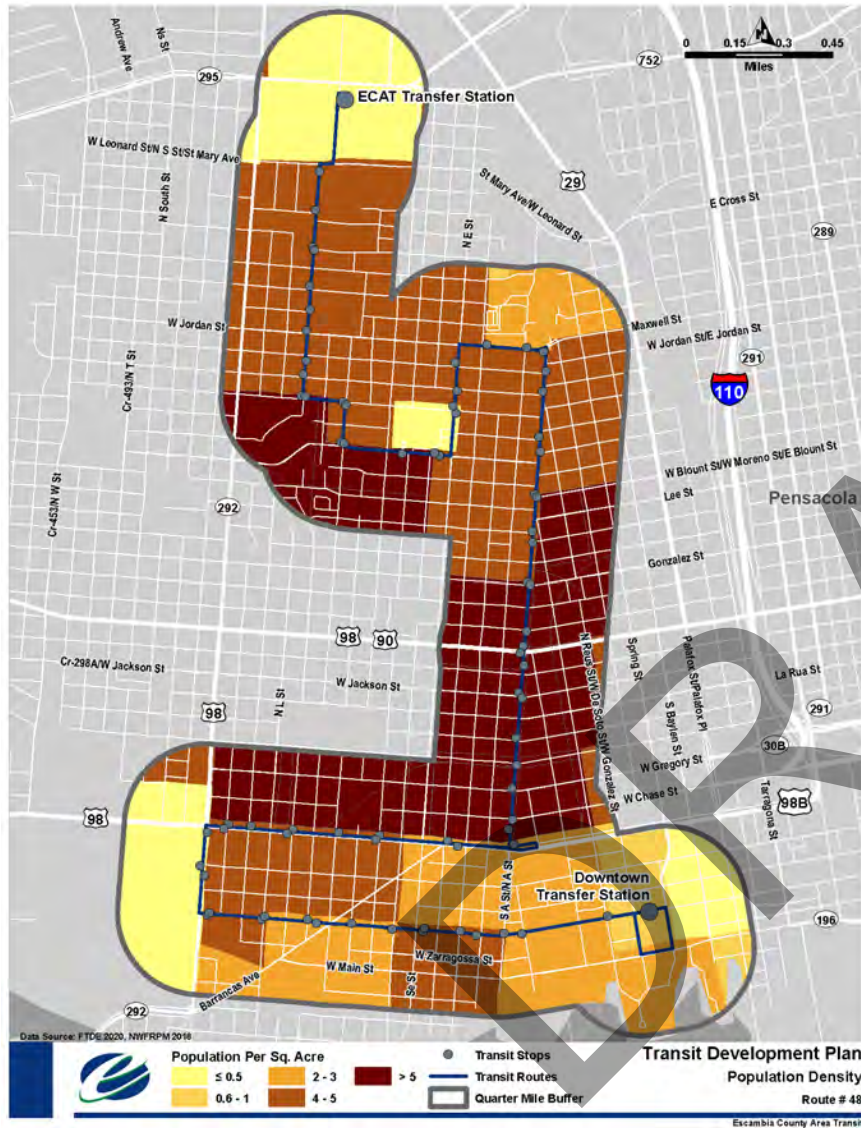 Andrew Ave
Ns St
0 0.15 0.3 0.45
Miles
N
752
295
ECAT Transfer Station
W Leonard St/N S St/St Mary Ave
N South St
29
St Mary Ave/W Leonard St
N E St
E Cross St
289
W Jordan St
Maxwell St
W Jordan St/E Jordan St
291
Cr-493/N T St
110
W Blount St/W Moreno St/E Blount St
Cr-453/N W St
Lee St
Pensacola
292
Gonzalez St
98 90
Cr-298A/W Jackson St
N L St
W Jackson St
N Reus St/W De Soto St/W Gonzalez St
Spring St
Palafox St/Palafox Pl
La Rua St
291
98
S Baylen St
30B
W Gregory St
W Chase St
Tarragona St
98B
98
S A St/N A St
Downtown
Transfer Station
196
W Zarragossa St
W Main St
Se St
Barrancas Ave
292
DRA
Data Source: FTDE 2020, NWFRPM 2018
Population Per Sq. Acre
≤ 0.5
2 - 3
> 5
0.6 - 1
4 - 5
Transit Stops
Transit Routes
Quarter Mile Buffer
Transit Development Plan
Population Density
Route # 48
Escambia County Area Transit